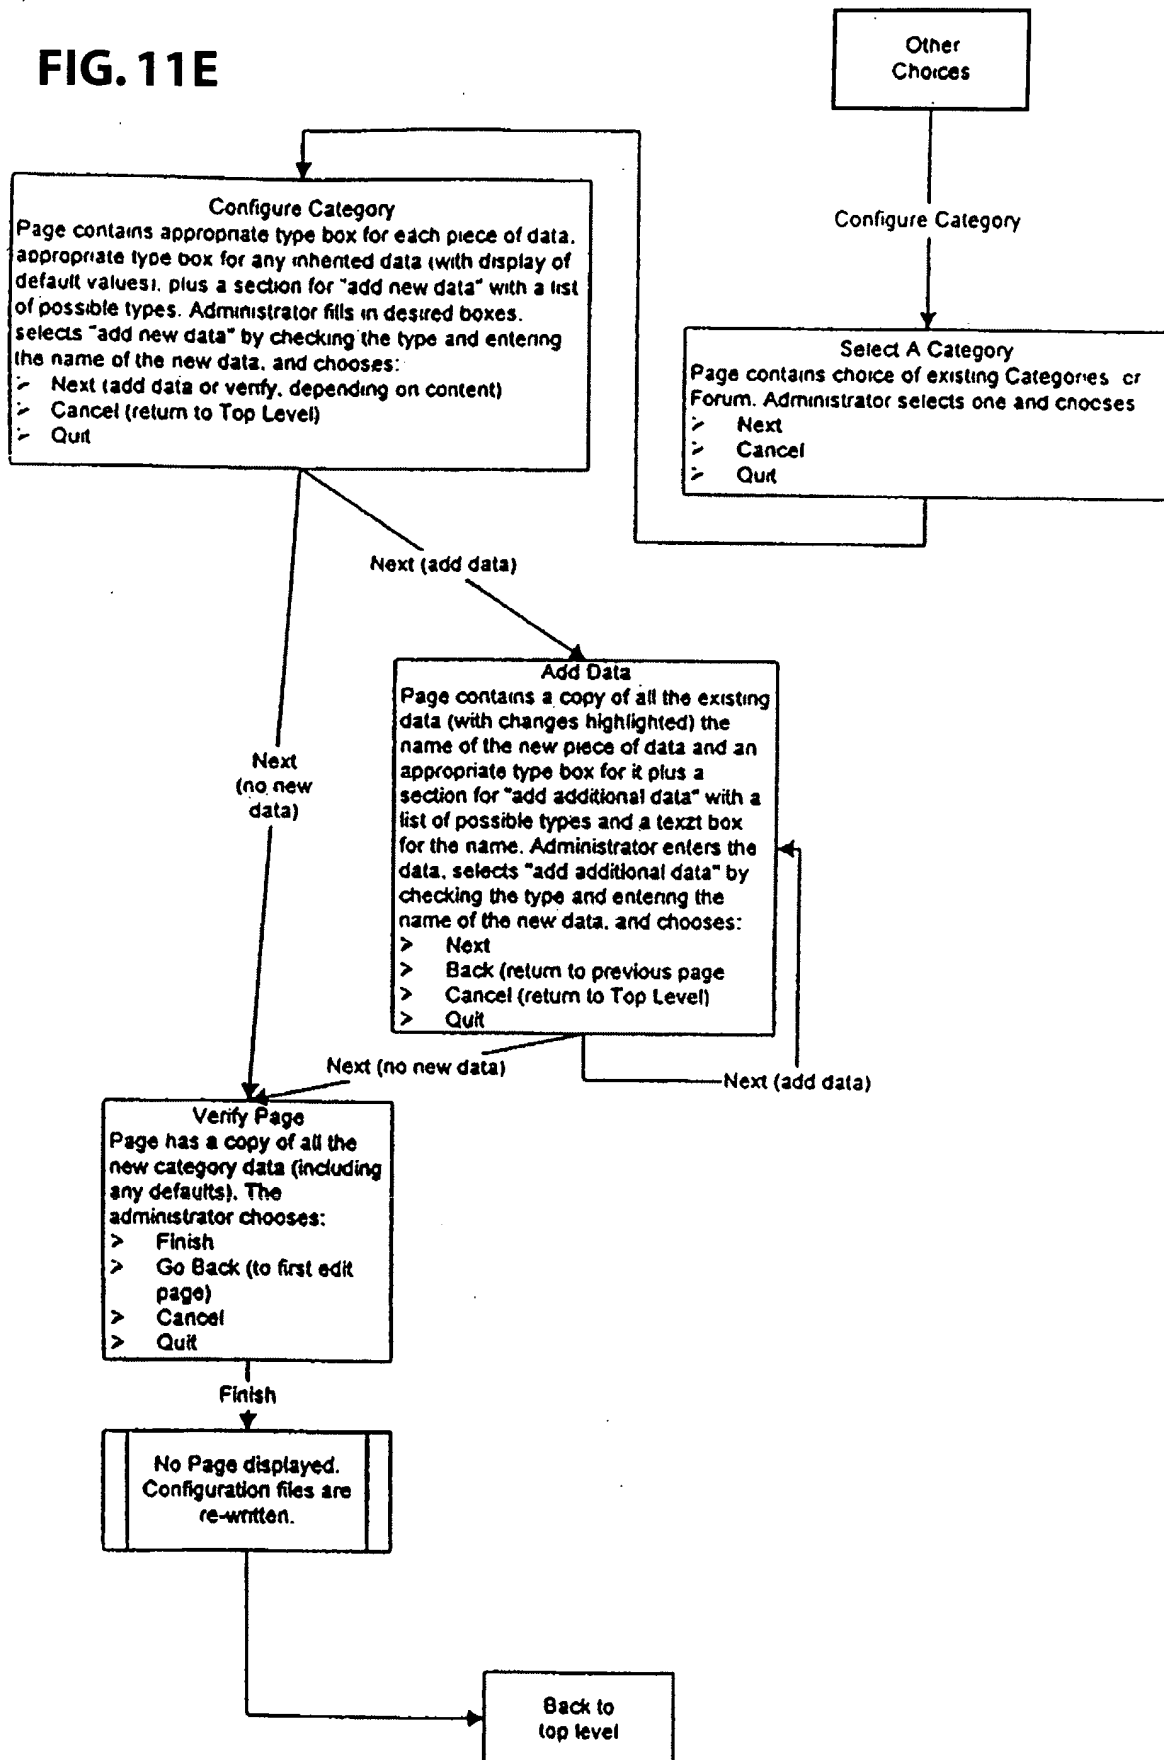 FIG. 11E
Other
Choices
Configure Category
Select A Category
Page contains choice of existing Categories or
Forum. Administrator selects one and chooses
> Next
> Cancel
> Quit
Configure Category
Page contains appropriate type box for each piece of data,
appropriate type box for any inherited data (with display of
default values), plus a section for "add new data" with a list
of possible types. Administrator fills in desired boxes,
selects "add new data" by checking the type and entering
the name of the new data, and chooses:
> Next (add data or verify, depending on content)
> Cancel (return to Top Level)
> Quit
Next (add data)
Next
(no new
data)
Add Data
Page contains a copy of all the existing
data (with changes highlighted) the
name of the new piece of data and an
appropriate type box for it plus a
section for "add additional data" with a
list of possible types and a texzt box
for the name. Administrator enters the
data, selects "add additional data" by
checking the type and entering the
name of the new data, and chooses:
> Next
> Back (return to previous page
> Cancel (return to Top Level)
> Quit
Next (no new data)
Next (add data)
Verify Page
Page has a copy of all the
new category data (including
any defaults). The
administrator chooses:
> Finish
> Go Back (to first edit
page)
> Cancel
> Quit
Finish
No Page displayed.
Configuration files are
re-written.
Back to
top level